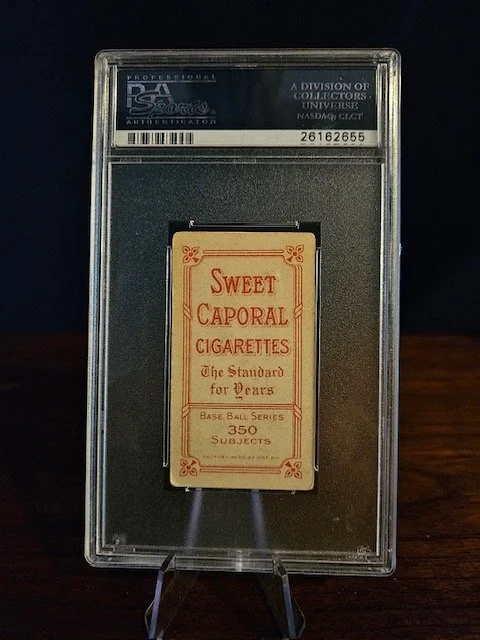 PROFESSIONAL
PSA
Sports
AUTHENTICATOR
A DIVISION OF
COLLECTORS
UNIVERSE
NASDAQ: CLCT
26162655
SWEET
CAPORAL
CIGARETTES
The Standard
for Years
BASE BALL SERIES
350
SUBJECTS